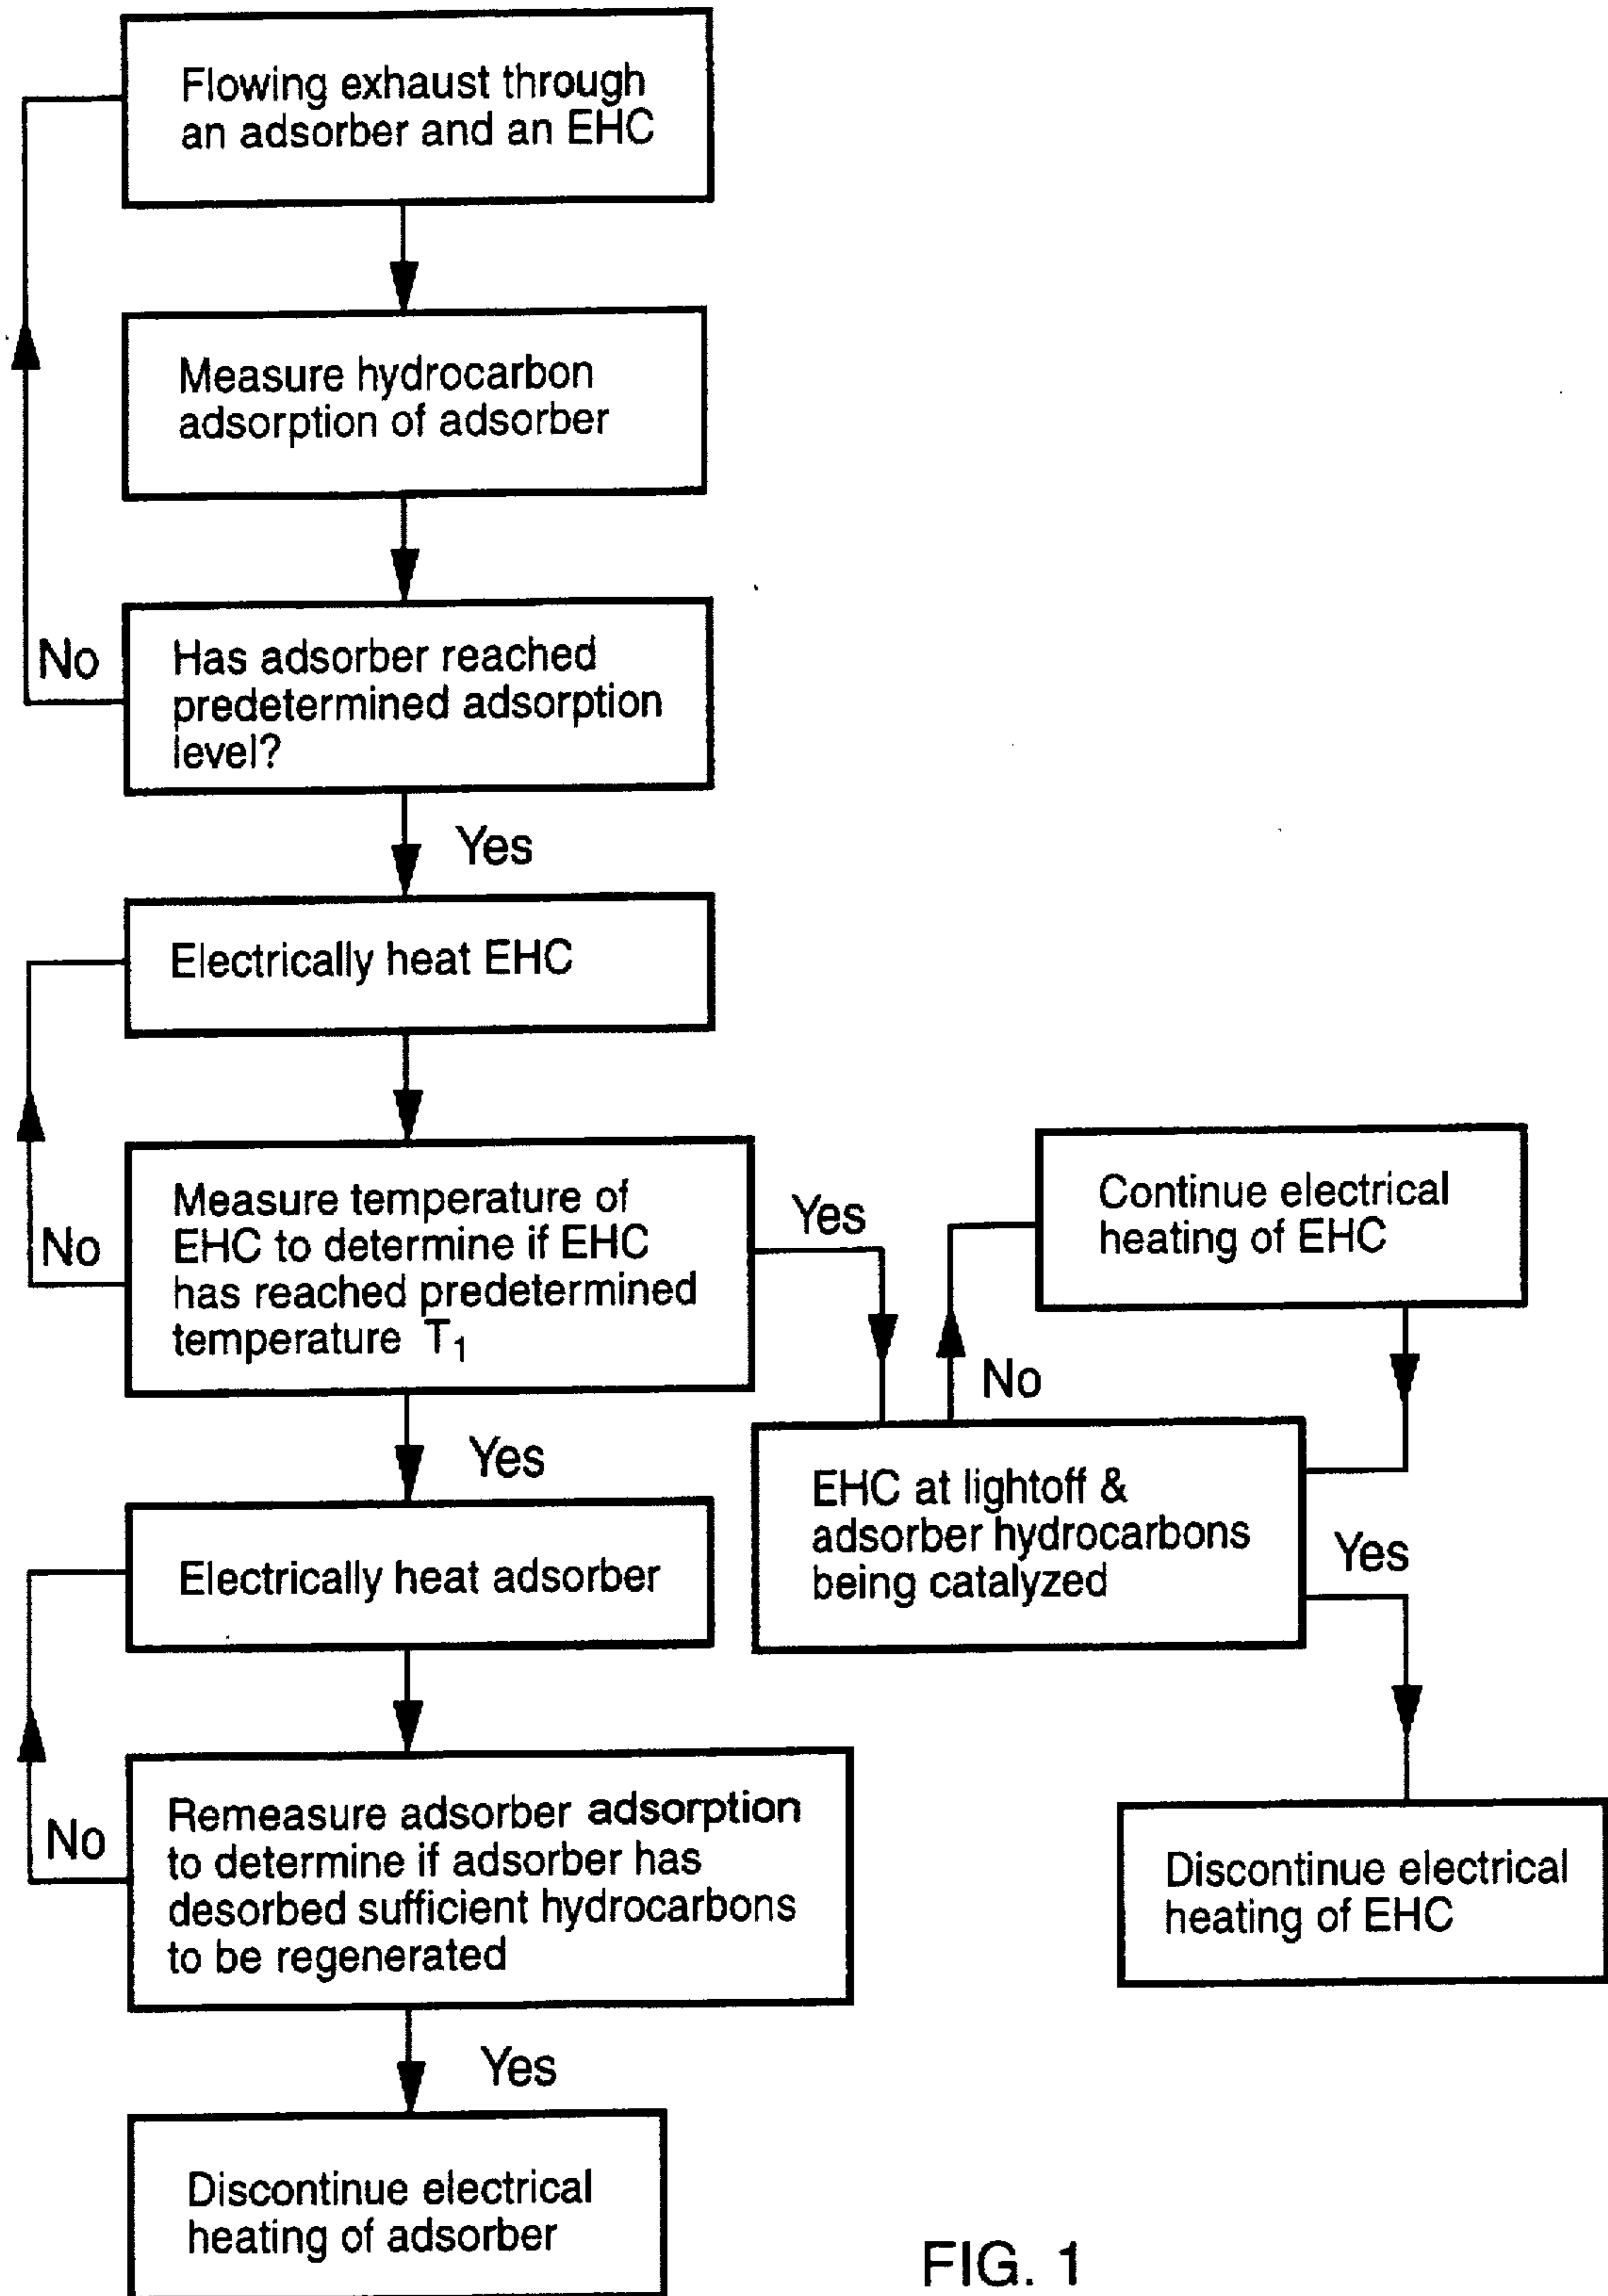 Flowing exhaust through
an adsorber and an EHC
Measure hydrocarbon
adsorption of adsorber
No
Has adsorber reached
predetermined adsorption
level?
Yes
Electrically heat EHC
No
Measure temperature of
EHC to determine if EHC
has reached predetermined
temperature T₁
Yes
Continue electrical
heating of EHC
No
Yes
EHC at lightoff &
adsorber hydrocarbons
being catalyzed
Yes
Electrically heat adsorber
No
Remeasure adsorber adsorption
to determine if adsorber has
desorbed sufficient hydrocarbons
to be regenerated
Discontinue electrical
heating of EHC
Yes
Discontinue electrical
heating of adsorber
FIG. 1